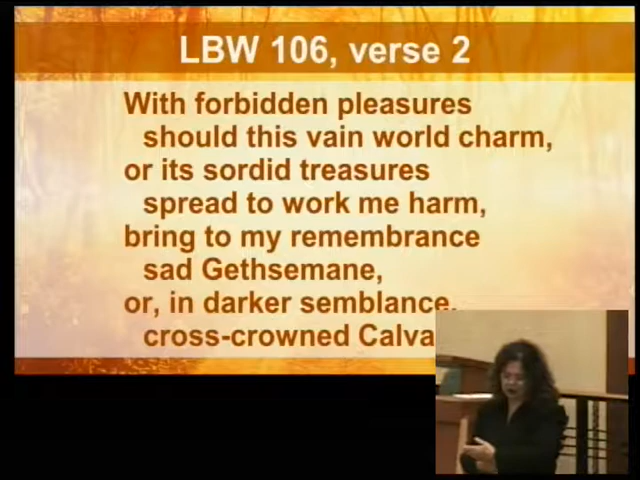 LBW 106, verse 2
With forbidden pleasures
should this vain world charm,
or its sordid treasures
spread to work me harm,
bring to my remembrance
sad Gethsemane,
or, in darker semblance,
cross-crowned Calva